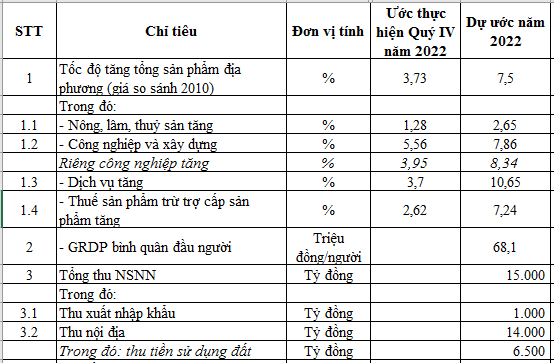 STT Chỉ tiêu Đơn vị tính Ước thực hiện Quý IV năm 2022 Dự ước năm 2022
1 Tốc độ tăng tổng sản phẩm địa phương (giá so sánh 2010) % 3,73 7,5
Trong đó:
1.1 - Nông, lâm, thuỷ sản tăng % 1,28 2,65
1.2 - Công nghiệp và xây dựng % 5,56 7,86
Riêng công nghiệp tăng % 3,95 8,34
1.3 - Dịch vụ tăng % 3,7 10,65
1.4 - Thuế sản phẩm trừ trợ cấp sản phẩm tăng % 2,62 7,24
2 - GRDP bình quân đầu người Triệu đồng/người 68,1
3 Tổng thu NSNN Tỷ đồng 15.000
Trong đó:
3.1 Thu xuất nhập khẩu Tỷ đồng 1.000
3.2 Thu nội địa Tỷ đồng 14.000
Trong đó: thu tiền sử dụng đất Tỷ đồng 6.500